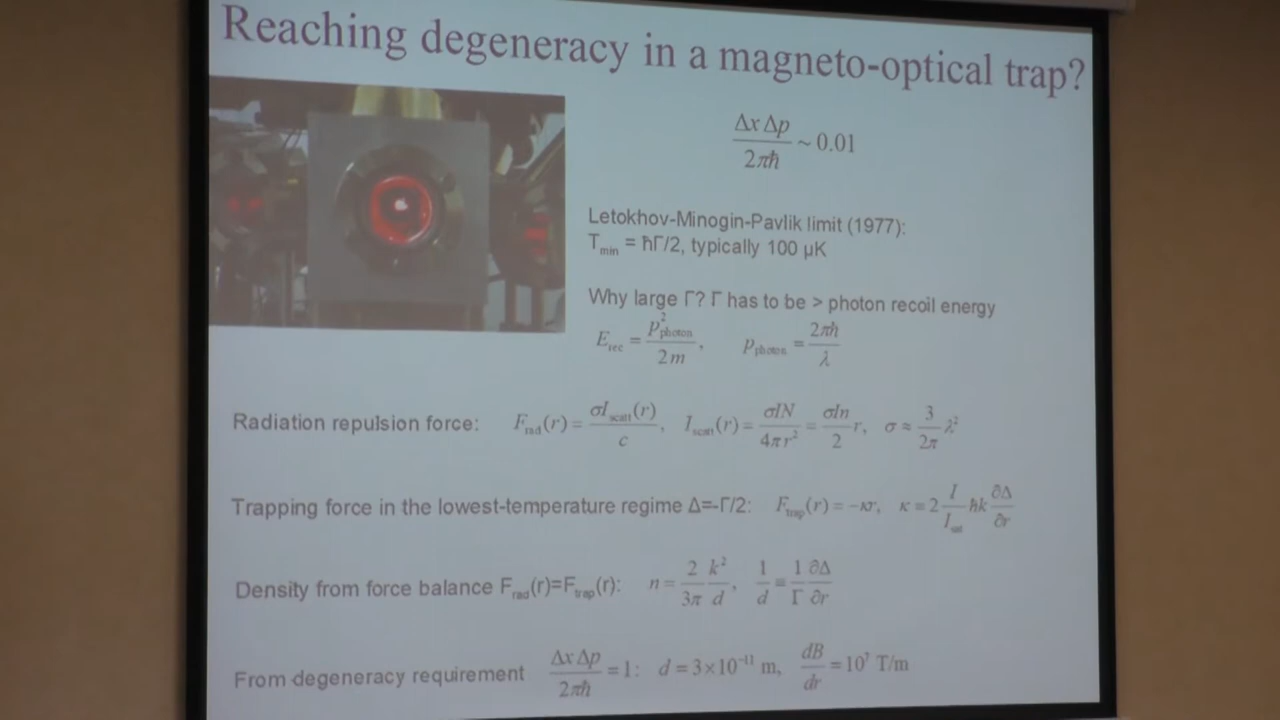 Reaching degeneracy in a magneto-optical trap?
Δx Δp / 2πħ ~ 0.01
Letokhov-Minogin-Pavlik limit (1977):
T_min = ħΓ/2, typically 100 µK
Why large Γ? Γ has to be > photon recoil energy
E_rec = p²_photon / 2m, p_photon = 2πħ / λ
Radiation repulsion force: F_rad(r) = σI_scatt(r) / c, I_scatt(r) = σIN / 4πr² = σIn / 2 r, σ ≈ 3 / 2π λ²
Trapping force in the lowest-temperature regime Δ=-Γ/2: F_trap(r) = -κr, κ = 2 I / I_sat ħk ∂Δ / ∂r
Density from force balance F_rad(r)=F_trap(r): n = 2 / 3π k² / d, 1 / d ≡ 1 / Γ ∂Δ / ∂r
From degeneracy requirement Δx Δp / 2πħ = 1: d = 3×10⁻¹¹ m, dB / dr = 10⁷ T/m